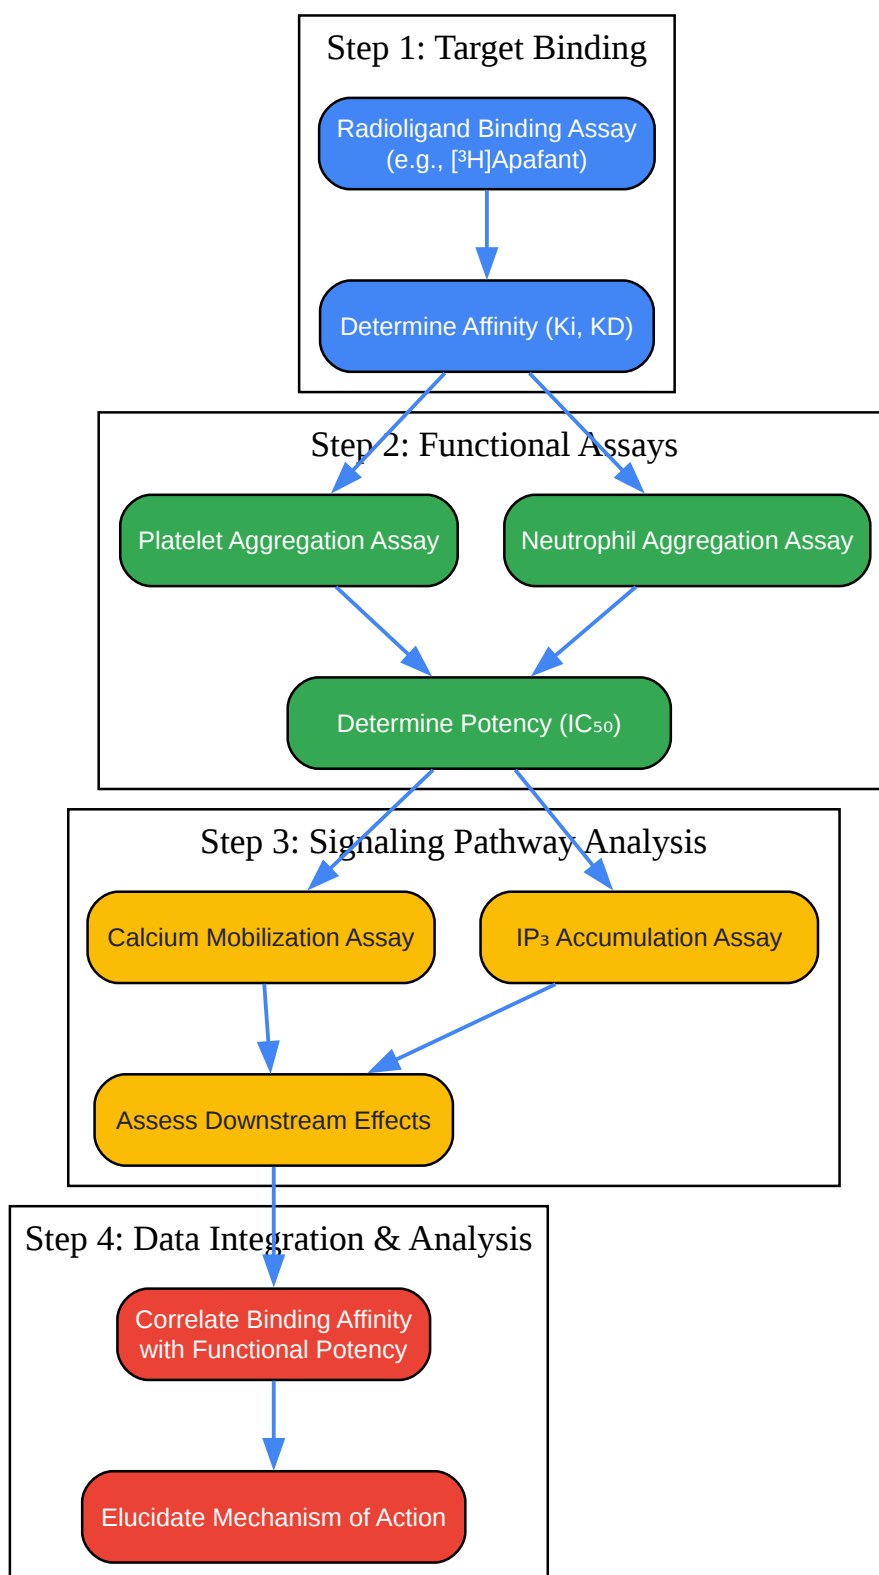 Step 1: Target Binding
Radioligand Binding Assay
(e.g., [³H]Apafant)
Determine Affinity (Ki, KD)
Step 2: Functional Assays
Platelet Aggregation Assay
Neutrophil Aggregation Assay
Determine Potency (IC₅₀)
Step 3: Signaling Pathway Analysis
Calcium Mobilization Assay
IP₃ Accumulation Assay
Assess Downstream Effects
Step 4: Data Integration & Analysis
Correlate Binding Affinity
with Functional Potency
Elucidate Mechanism of Action